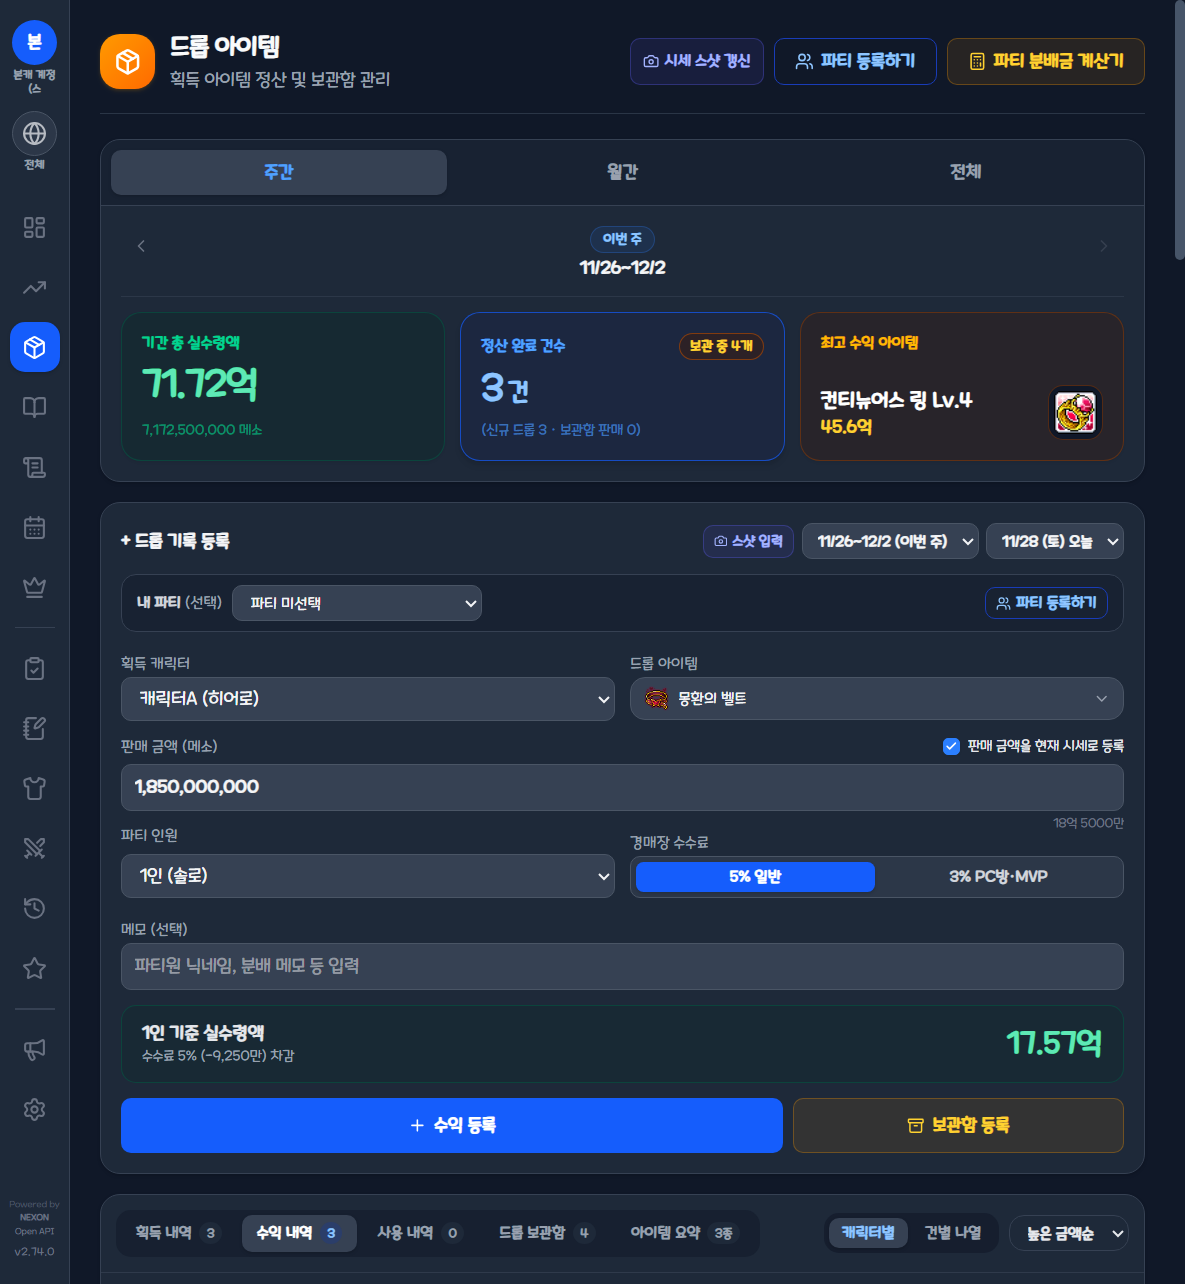 본
본캐 계정
(스
전체
Powered by
NEXON
Open API
v2.74.0
드롭 아이템
획득 아이템 정산 및 보관함 관리
시세 스샷 갱신
파티 등록하기
파티 분배금 계산기
주간
월간
전체
이번 주
11/26~12/2
기간 총 실수령액
71.72억
7,172,500,000 메소
정산 완료 건수
보관 중 4개
3건
(신규 드롭 3 · 보관함 판매 0)
최고 수익 아이템
컨티뉴어스 링 Lv.4
45.6억
+ 드롭 기록 등록
스샷 입력
11/26~12/2 (이번 주)
11/28 (토) 오늘
내 파티 (선택)
파티 미선택
파티 등록하기
획득 캐릭터
캐릭터A (히어로)
드롭 아이템
몽환의 벨트
판매 금액 (메소)
판매 금액을 현재 시세로 등록
1,850,000,000
18억 5000만
파티 인원
1인 (솔로)
경매장 수수료
5% 일반
3% PC방·MVP
메모 (선택)
파티원 닉네임, 분배 메모 등 입력
1인 기준 실수령액
수수료 5% (-9,250만) 차감
17.57억
+ 수익 등록
보관함 등록
획득 내역 3
수익 내역 3
사용 내역 0
드롭 보관함 4
아이템 요약 3종
캐릭터별
건별 나열
높은 금액순